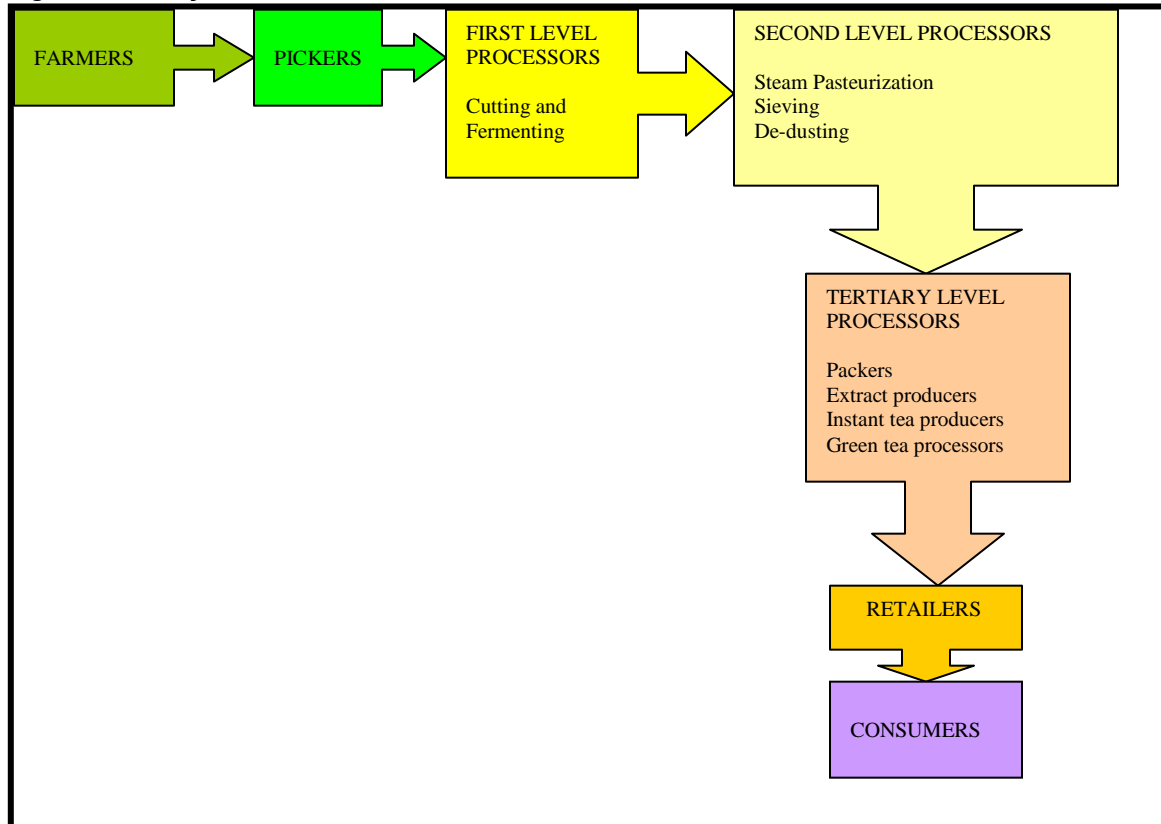 FARMERS
PICKERS
FIRST LEVEL
PROCESSORS
Cutting and
Fermenting
SECOND LEVEL PROCESSORS
Steam Pasteurization
Sieving
De-dusting
TERTIARY LEVEL
PROCESSORS
Packers
Extract producers
Instant tea producers
Green tea processors
RETAILERS
CONSUMERS